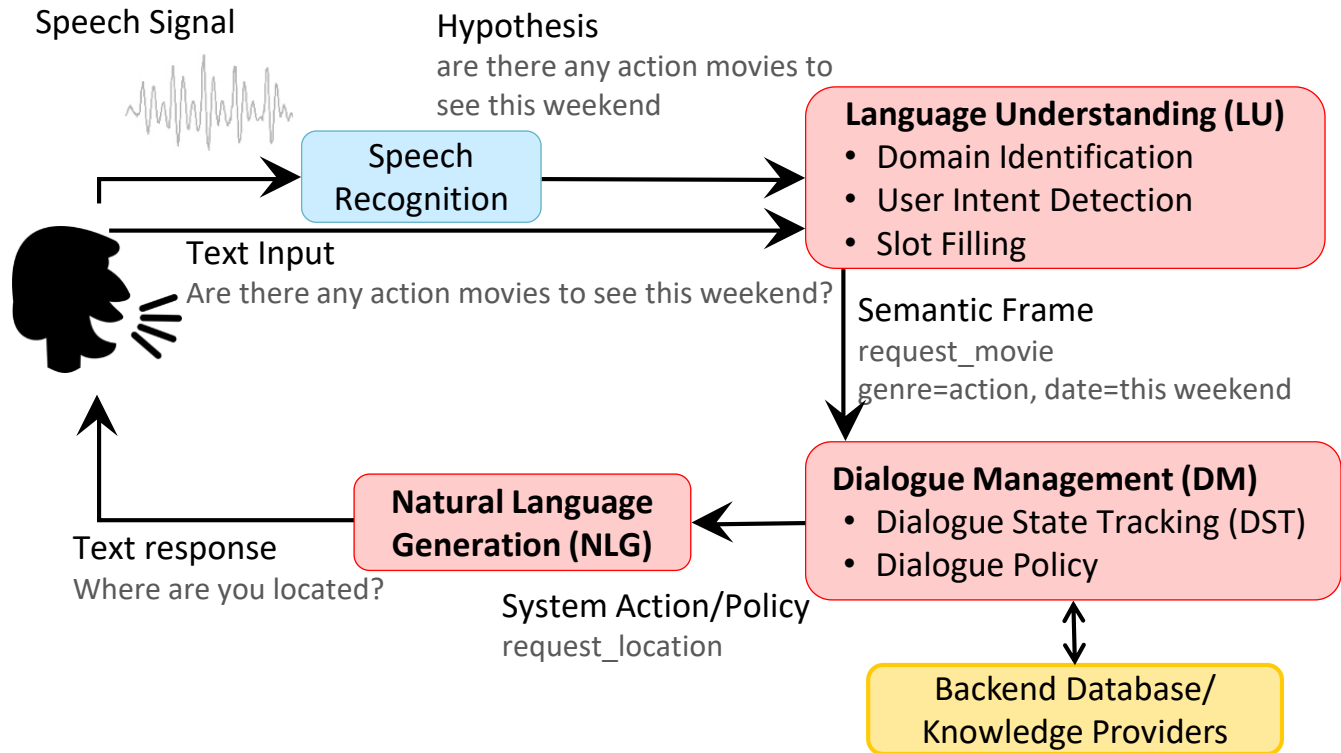 Speech Signal
Hypothesis
are there any action movies to
see this weekend
Speech
Recognition
Language Understanding (LU)
• Domain Identification
• User Intent Detection
• Slot Filling
Text Input
Are there any action movies to see this weekend?
Semantic Frame
request_movie
genre=action, date=this weekend
Dialogue Management (DM)
• Dialogue State Tracking (DST)
• Dialogue Policy
Natural Language
Generation (NLG)
Text response
Where are you located?
System Action/Policy
request_location
Backend Database/
Knowledge Providers